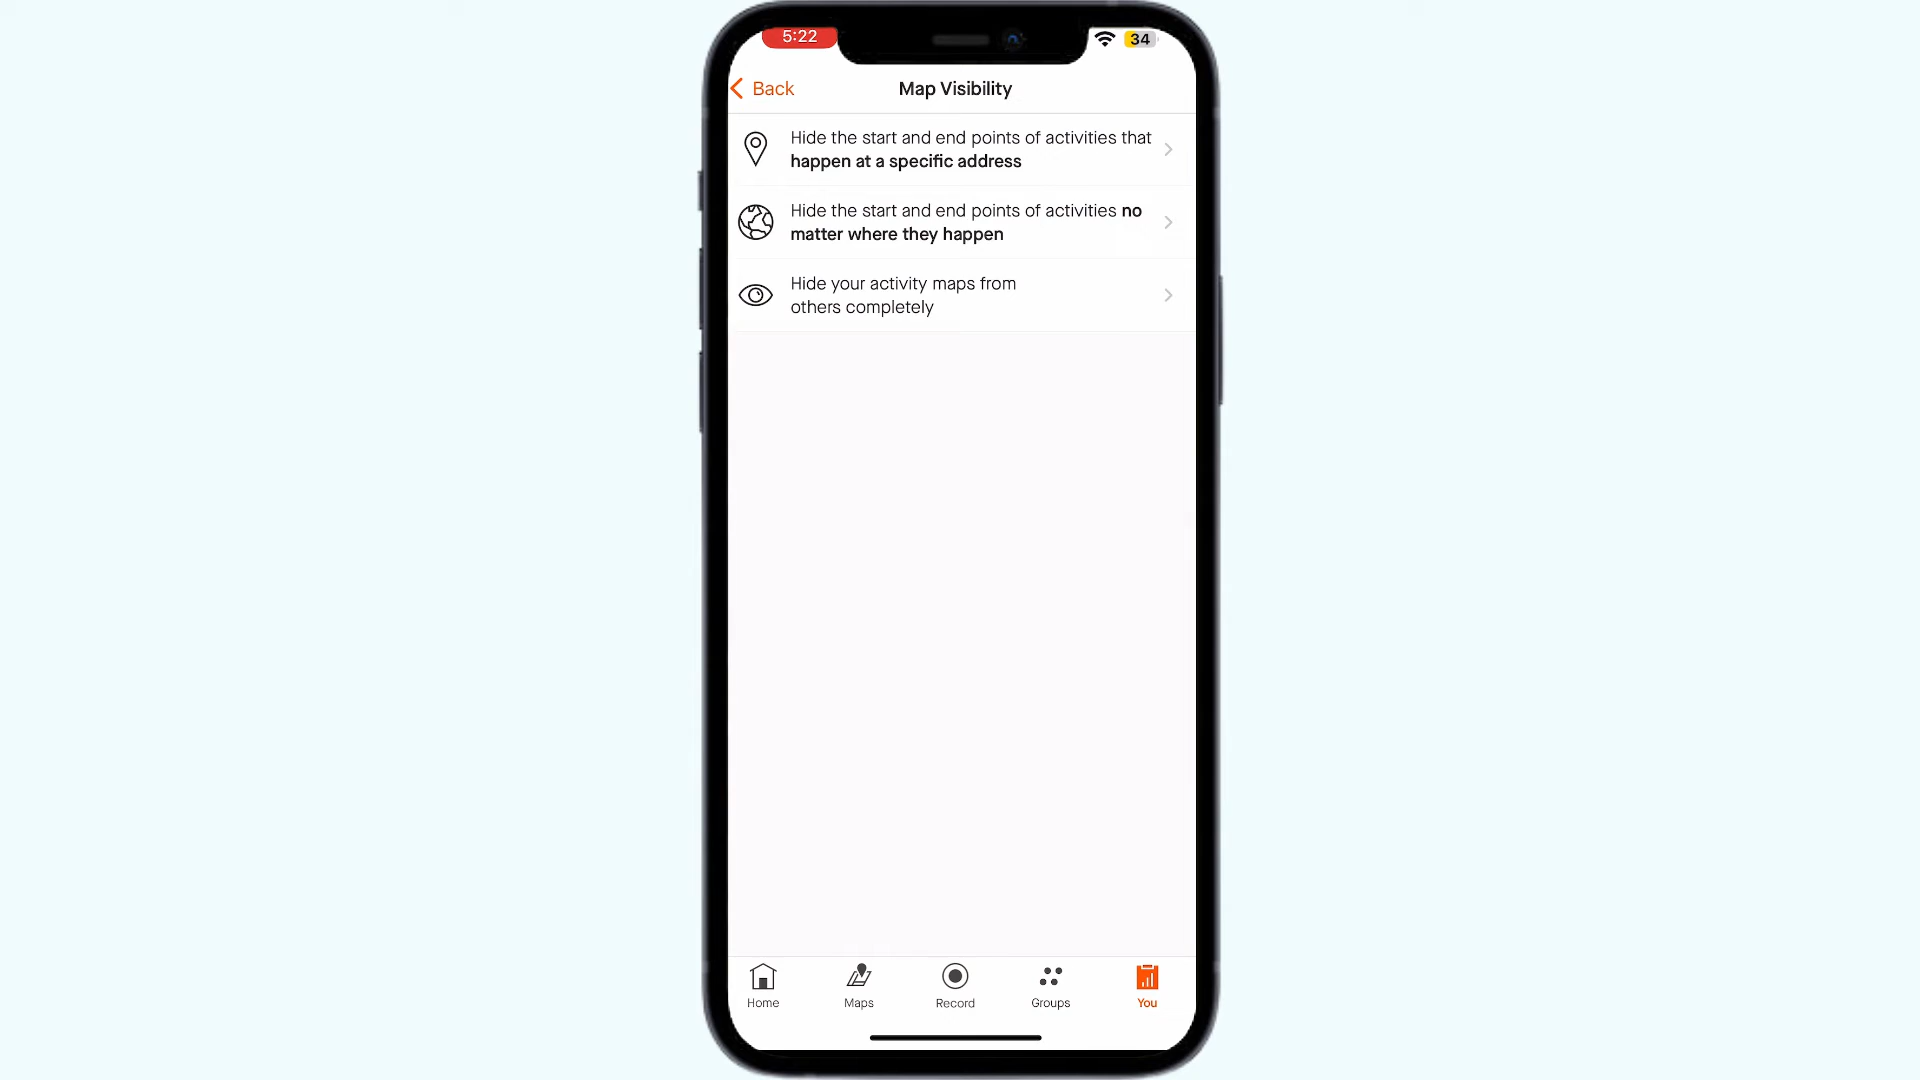 5:22
34
Back
Map Visibility
Hide the start and end points of activities that
happen at a specific address
Hide the start and end points of activities no
matter where they happen
Hide your activity maps from
others completely
Home
Maps
Record
Groups
You